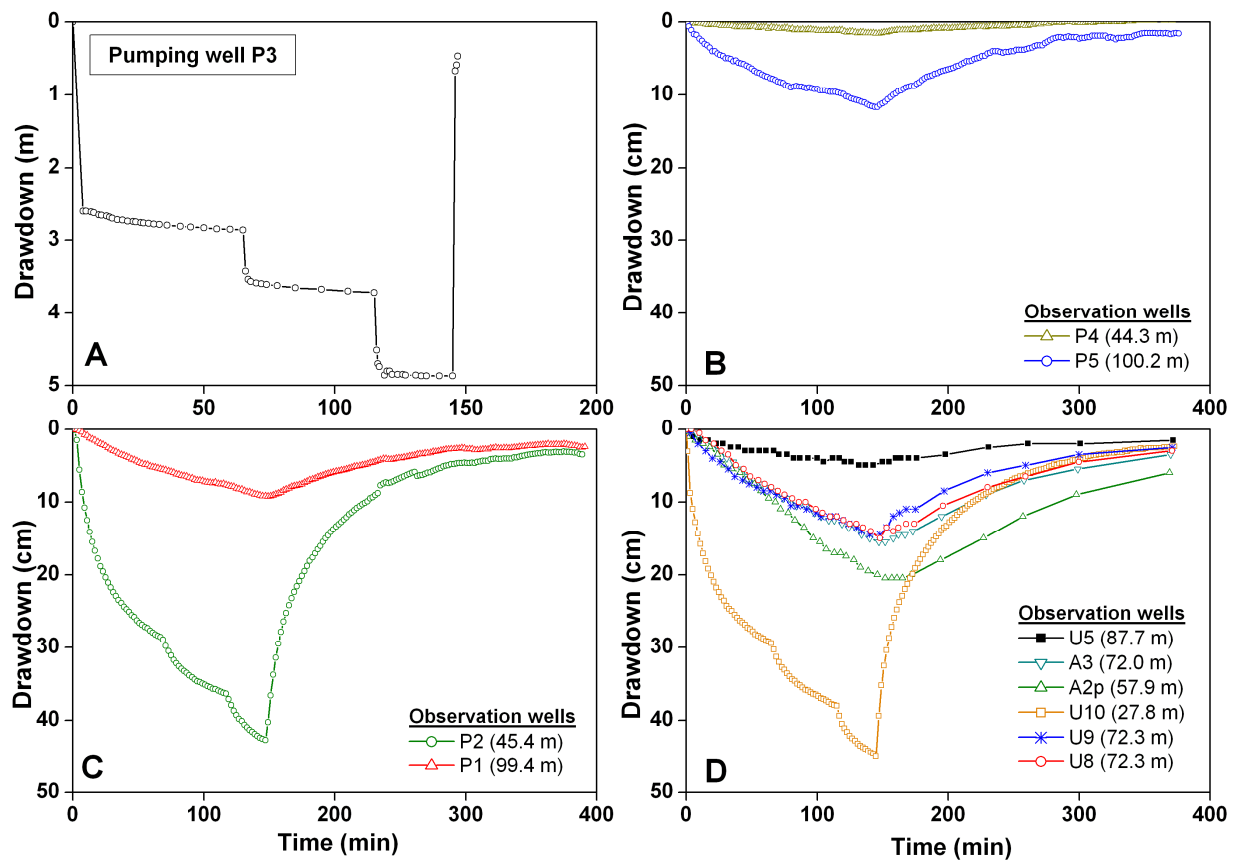 Pumping well P3
0
1
2
3
4
5
Drawdown (m)
0
50
100
150
200
A
0
10
20
30
40
50
Drawdown (cm)
0
100
200
300
400
B
Observation wells
P4 (44.3 m)
P5 (100.2 m)
0
10
20
30
40
50
Drawdown (cm)
0
100
200
300
400
Time (min)
C
Observation wells
P2 (45.4 m)
P1 (99.4 m)
0
10
20
30
40
50
Drawdown (cm)
0
100
200
300
400
Time (min)
D
Observation wells
U5 (87.7 m)
A3 (72.0 m)
A2p (57.9 m)
U10 (27.8 m)
U9 (72.3 m)
U8 (72.3 m)